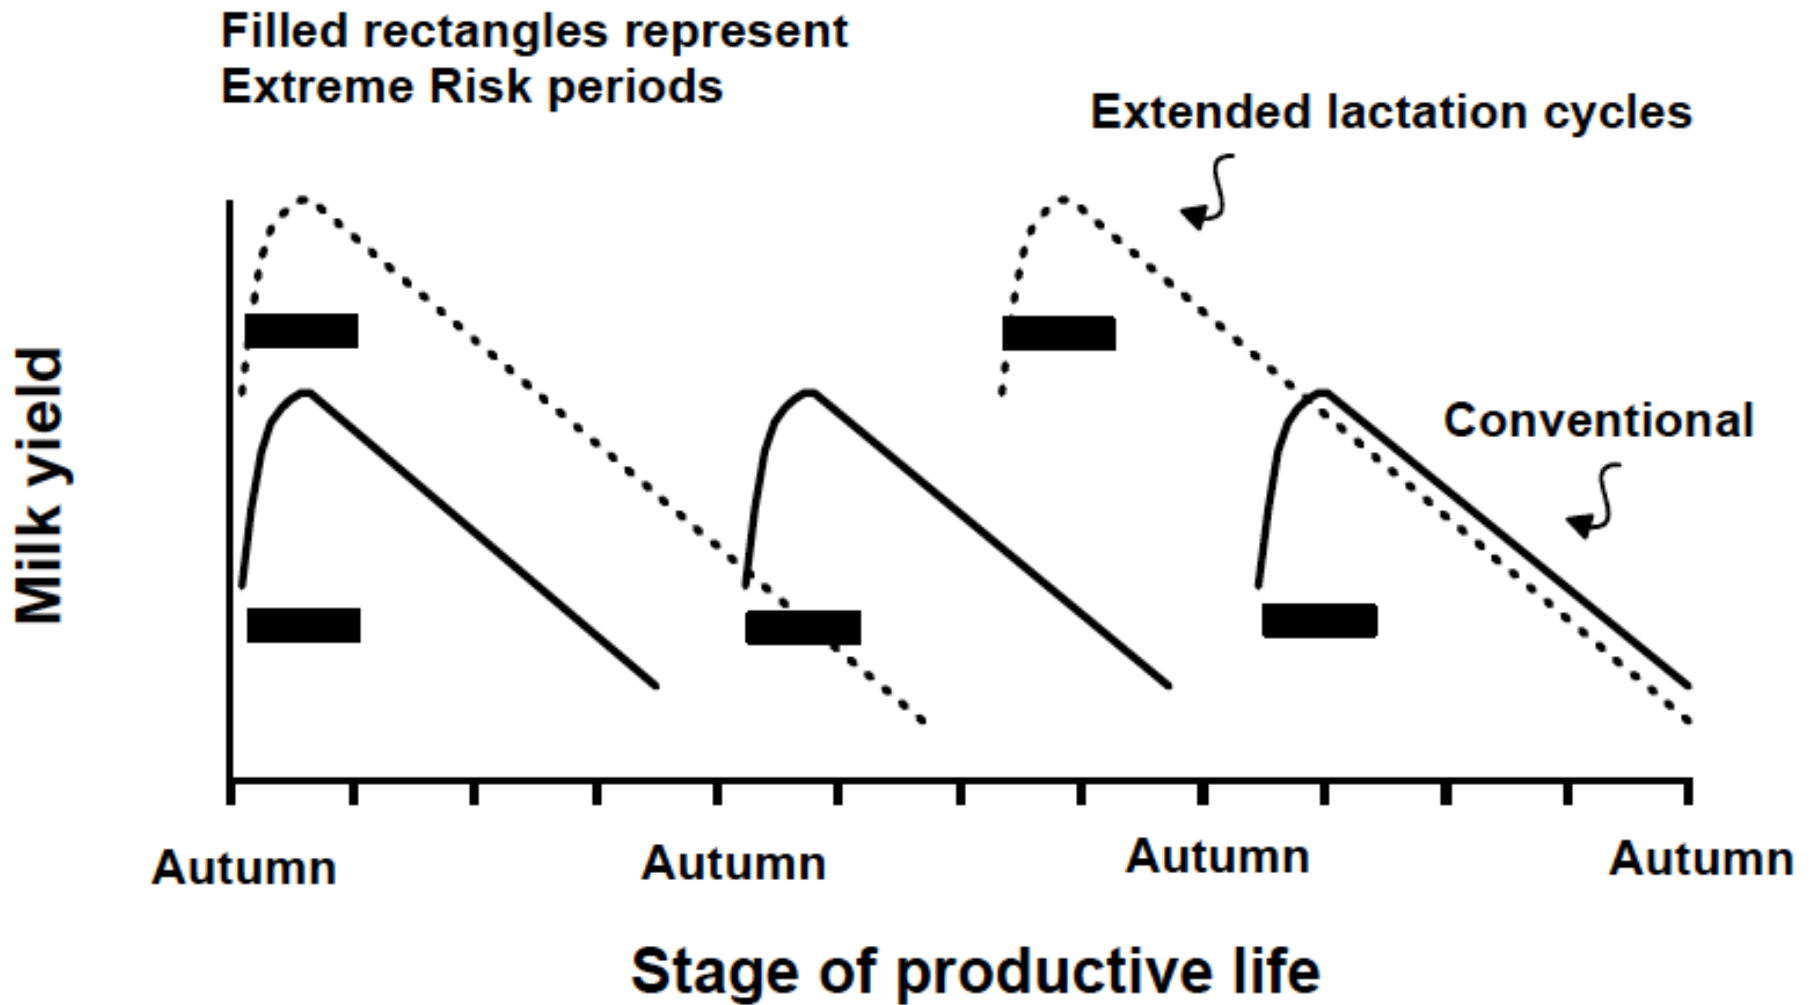 Filled rectangles represent
Extreme Risk periods
Extended lactation cycles
Conventional
Milk yield
Autumn
Autumn
Autumn
Autumn
Stage of productive life